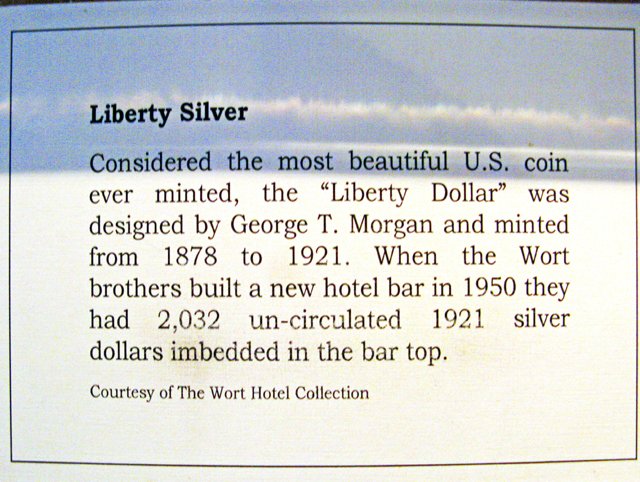 Liberty Silver
Considered the most beautiful U.S. coin
ever minted, the “Liberty Dollar” was
designed by George T. Morgan and minted
from 1878 to 1921. When the Wort
brothers built a new hotel bar in 1950 they
had 2,032 un-circulated 1921 silver
dollars imbedded in the bar top.
Courtesy of The Wort Hotel Collection